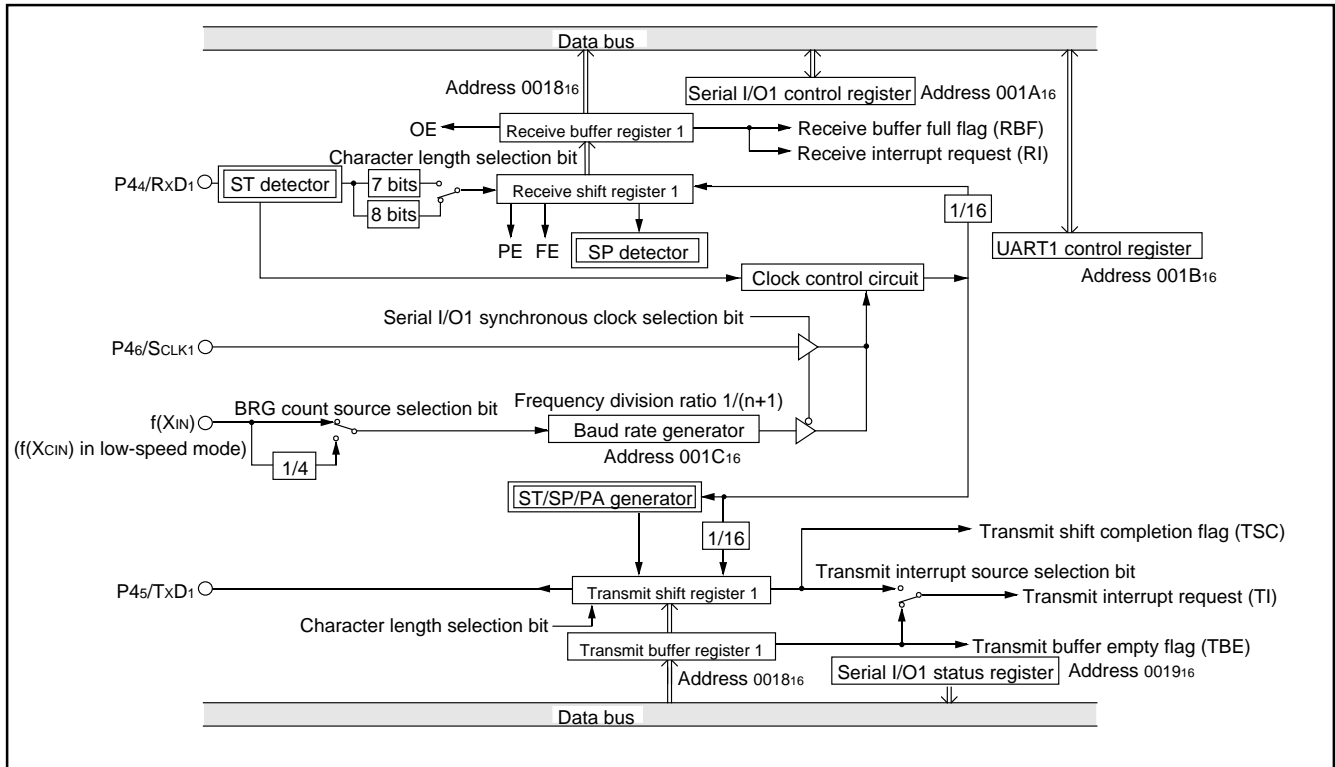 Data bus
Address 0018₁₆
Serial I/O1 control register Address 001A₁₆
OE Receive buffer register 1 Receive buffer full flag (RBF)
Receive interrupt request (RI)
Character length selection bit
P4₄/RxD₁ ST detector 7 bits Receive shift register 1
8 bits
1/16
PE FE SP detector
UART1 control register
Clock control circuit Address 001B₁₆
Serial I/O1 synchronous clock selection bit
P4₆/SCLK1
BRG count source selection bit Frequency division ratio 1/(n+1)
f(XIN) Baud rate generator
(f(XCIN) in low-speed mode) 1/4 Address 001C₁₆
ST/SP/PA generator
1/16 Transmit shift completion flag (TSC)
Transmit interrupt source selection bit
P4₅/TxD₁ Transmit shift register 1 Transmit interrupt request (TI)
Character length selection bit
Transmit buffer register 1 Transmit buffer empty flag (TBE)
Address 0018₁₆ Serial I/O1 status register Address 0019₁₆
Data bus